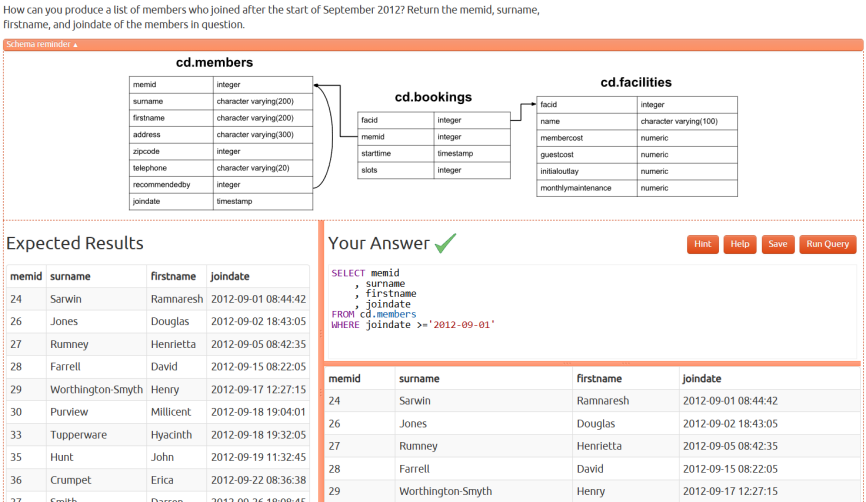 How can you produce a list of members who joined after the start of September 2012? Return the memid, surname,
firstname, and joindate of the members in question.
Schema reminder ▲
cd.members
memid integer
surname character varying(200)
firstname character varying(200)
address character varying(300)
zipcode integer
telephone character varying(20)
recommendedby integer
joindate timestamp
cd.bookings
facid integer
memid integer
starttime timestamp
slots integer
cd.facilities
facid integer
name character varying(100)
membercost numeric
guestcost numeric
initialoutlay numeric
monthlymaintenance numeric
Expected Results
memid surname firstname joindate
24 Sarwin Ramnaresh 2012-09-01 08:44:42
26 Jones Douglas 2012-09-02 18:43:05
27 Rumney Henrietta 2012-09-05 08:42:35
28 Farrell David 2012-09-15 08:22:05
29 Worthington-Smyth Henry 2012-09-17 12:27:15
30 Purview Millicent 2012-09-18 19:04:01
33 Tupperware Hyacinth 2012-09-18 19:32:05
35 Hunt John 2012-09-19 11:32:45
36 Crumpet Erica 2012-09-22 08:36:38
37 Smith Darren 2012-09-26 18:08:45
Your Answer
Hint Help Save Run Query
SELECT memid
, surname
, firstname
, joindate
FROM cd.members
WHERE joindate >='2012-09-01'
memid surname firstname joindate
24 Sarwin Ramnaresh 2012-09-01 08:44:42
26 Jones Douglas 2012-09-02 18:43:05
27 Rumney Henrietta 2012-09-05 08:42:35
28 Farrell David 2012-09-15 08:22:05
29 Worthington-Smyth Henry 2012-09-17 12:27:15